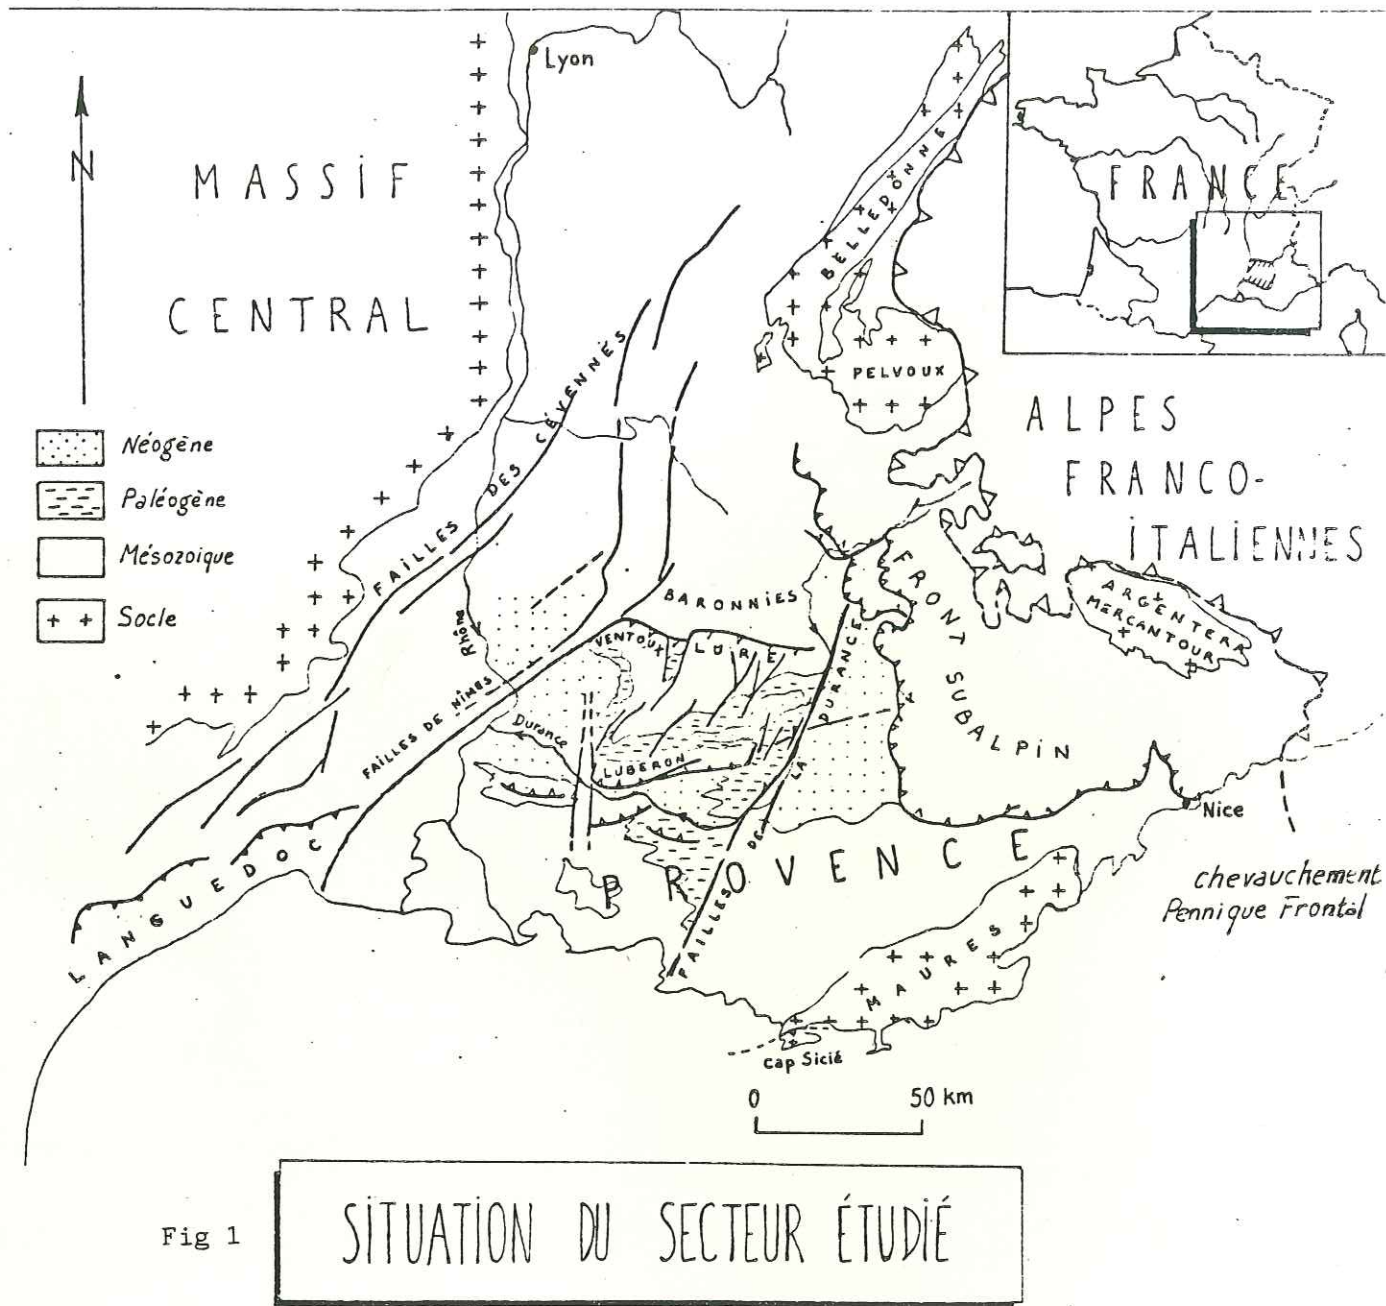 Lyon
N
MASSIF
CENTRAL
FRANCE
BELLEDONNE
PELVOUX
ALPES
FRANCO-
ITALIENNES
Néogène
Paléogène
Mésozoique
Socle
FAILLES DES CÉVENNES
Rhône
BARONNIES
VENTOUX
LURE
FRONT SUBALPIN
ARGENTERA
MERCANTOUR
FAILLES DE NÎMES
Durance
LUBERON
FAILLES DE LA DURANCE
Nice
LANGUEDOC
PROVENCE
chevauchement
Pennique Frontal
MAURES
Cap Sicié
0 50 km
Fig 1
SITUATION DU SECTEUR ÉTUDIÉ